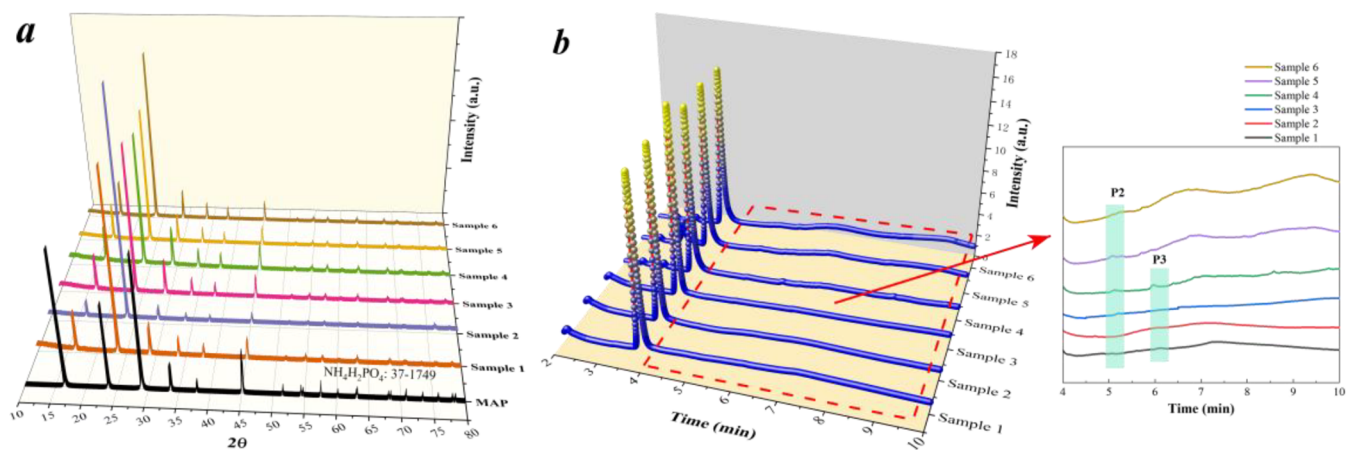 a
Intensity (a.u.)
Sample 6
Sample 5
Sample 4
Sample 3
Sample 2
Sample 1
MAP
NH4H2PO4: 37-1749
10 15 20 25 30 35 40 45 50 55 60 65 70 75 80
2θ
b
18
16
14
12
10
8
6
4
2
0
Intensity (a.u.)
Sample 6
Sample 5
Sample 4
Sample 3
Sample 2
Sample 1
2 3 4 5 6 7 8 9 10
Time (min)
Sample 6
Sample 5
Sample 4
Sample 3
Sample 2
Sample 1
P2
P3
4 5 6 7 8 9 10
Time (min)